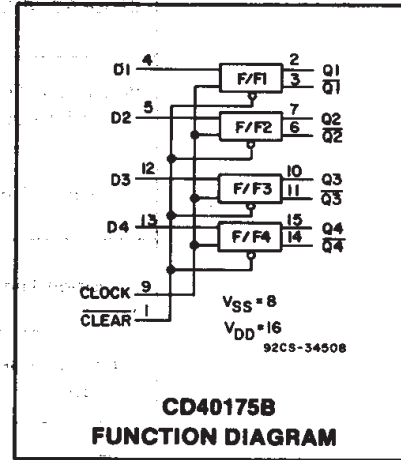 D1 4 F/F1 2 Q1
3 Q̅1̅
D2 5 F/F2 7 Q2
6 Q̅2̅
D3 12 F/F3 10 Q3
11 Q̅3̅
D4 13 F/F4 15 Q4
14 Q̅4̅
CLOCK 9
C̅L̅E̅A̅R̅ 1
VSS = 8
VDD = 16
92CS-34508
CD40175B
FUNCTION DIAGRAM